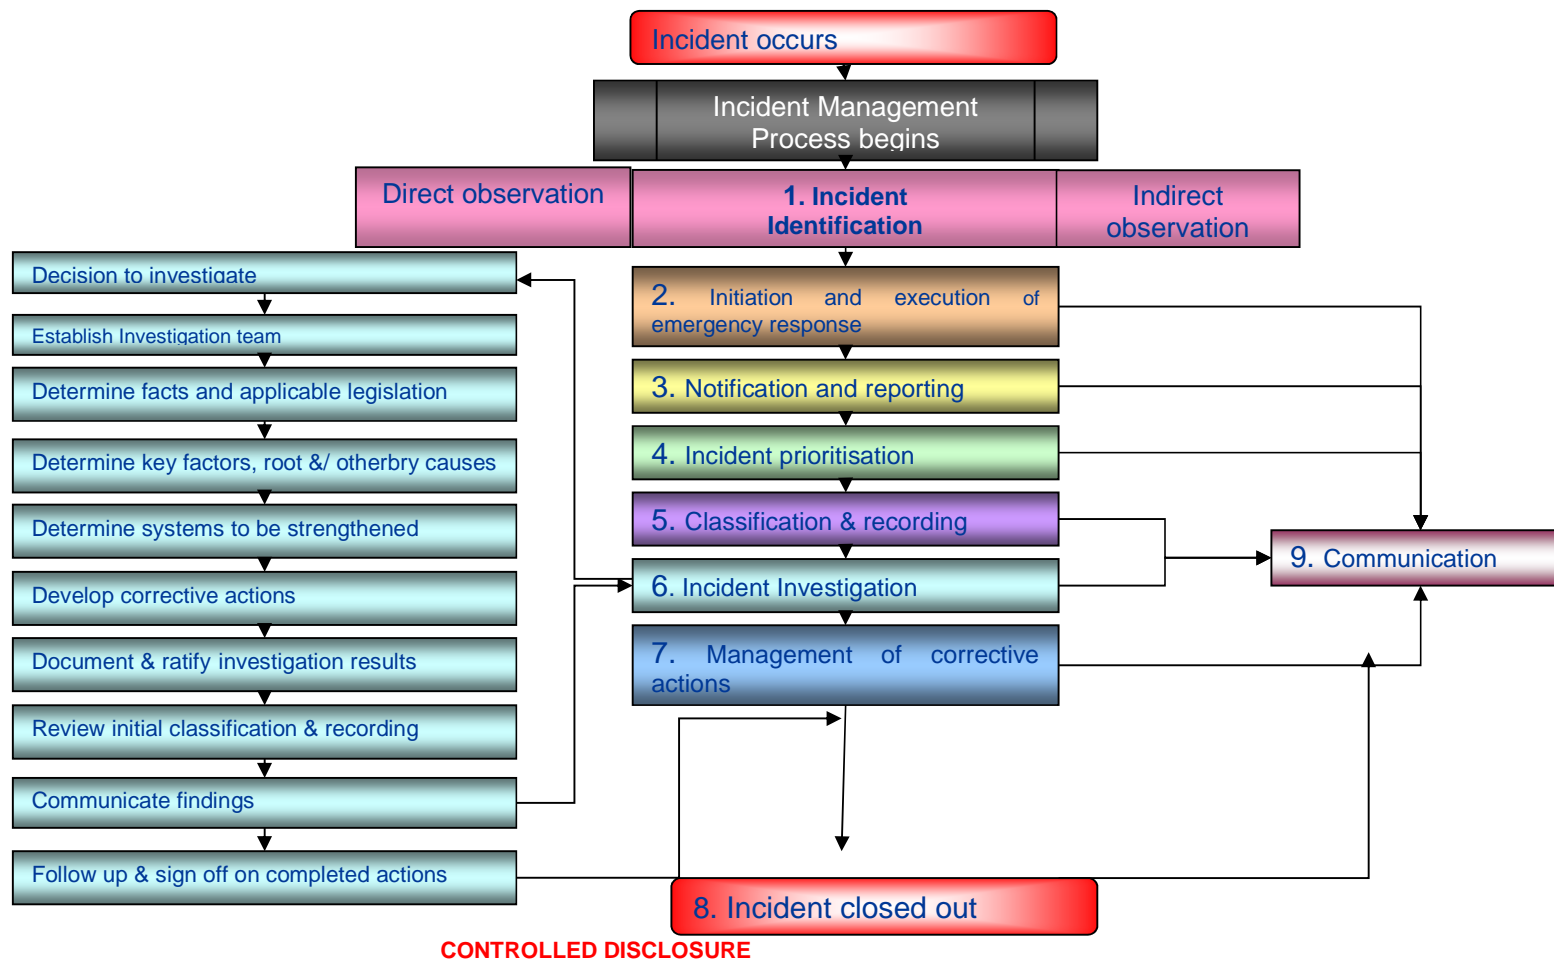 Incident occurs
Incident Management
Process begins
Direct observation
1. Incident
Identification
Indirect
observation
Decision to investigate
Establish Investigation team
Determine facts and applicable legislation
Determine key factors, root &/ otherbry causes
Determine systems to be strengthened
Develop corrective actions
Document & ratify investigation results
Review initial classification & recording
Communicate findings
Follow up & sign off on completed actions
2. Initiation and execution of
emergency response
3. Notification and reporting
4. Incident prioritisation
5. Classification & recording
6. Incident Investigation
7. Management of corrective
actions
9. Communication
8. Incident closed out
CONTROLLED DISCLOSURE